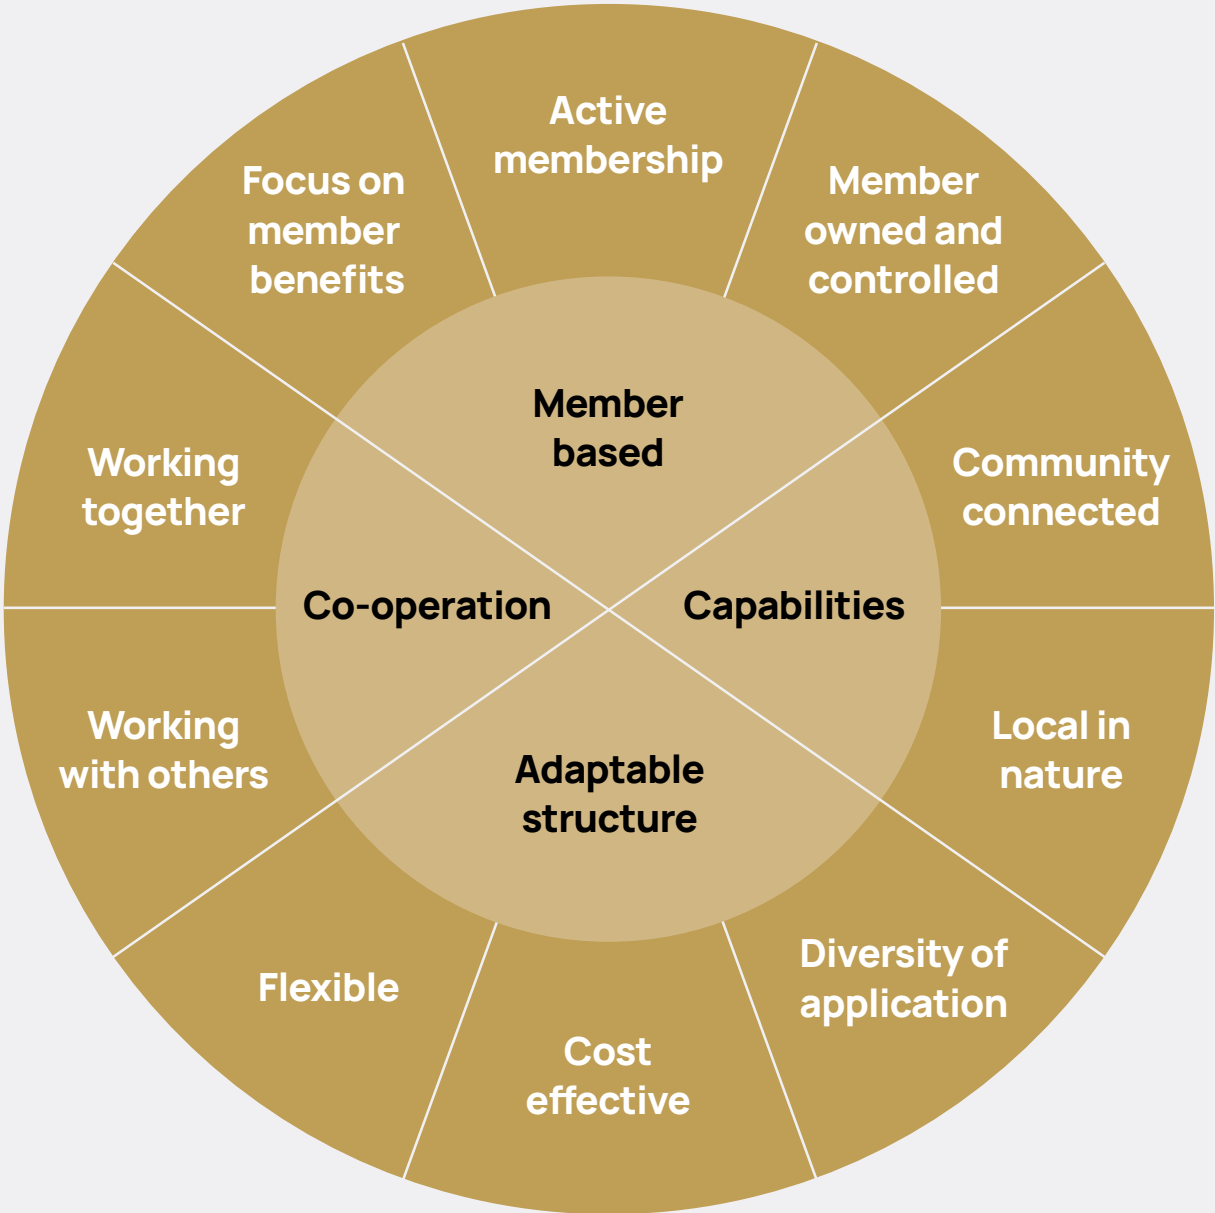 Active
membership
Member
owned and
controlled
Community
connected
Local in
nature
Diversity of
application
Cost
effective
Flexible
Working
with others
Working
together
Focus on
member
benefits
Member
based
Capabilities
Adaptable
structure
Co-operation